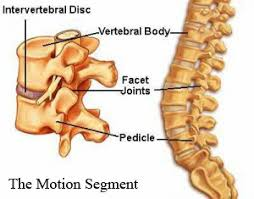 Intervertebral Disc
Vertebral Body
Facet
Joints
Pedicle
The Motion Segment